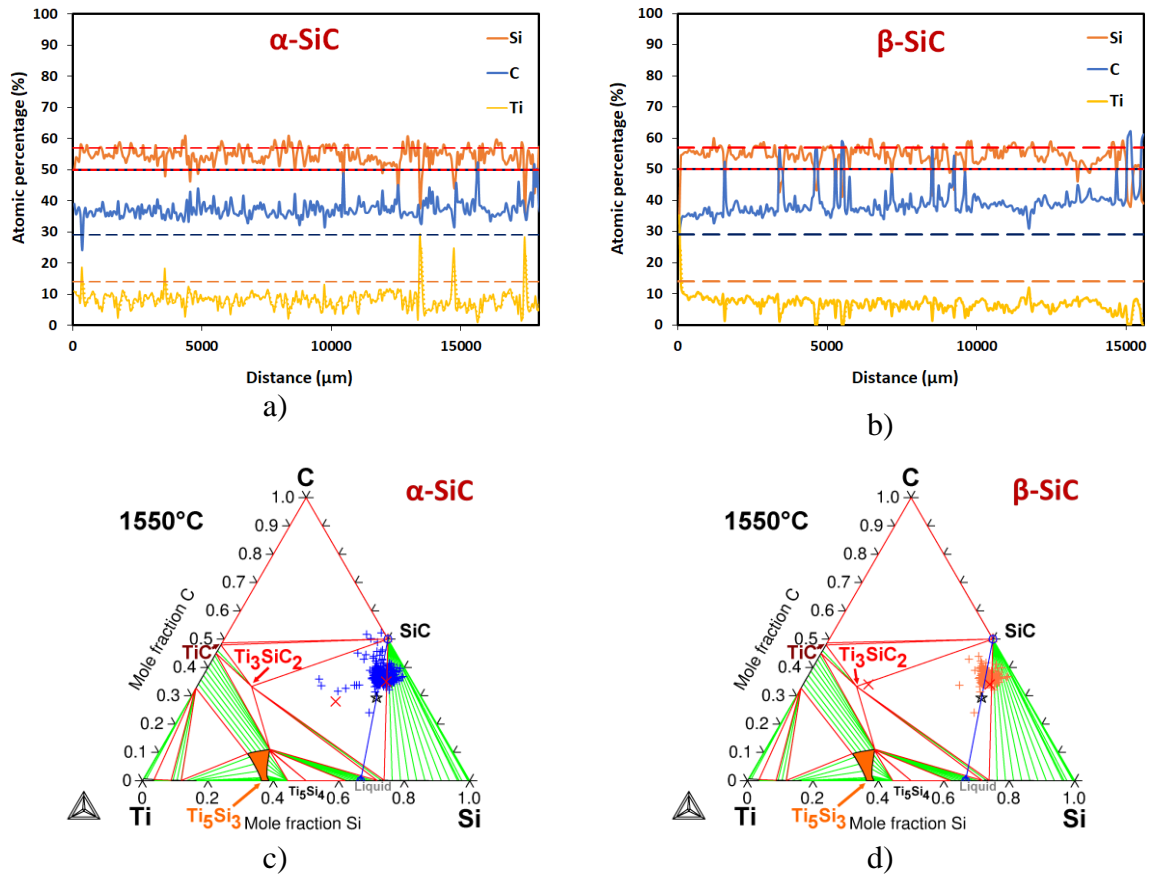 α-SiC
Si
C
Ti
Atomic percentage (%)
100
90
80
70
60
50
40
30
20
10
0
0
5000
10000
15000
Distance (µm)
a)
β-SiC
Si
C
Ti
Atomic percentage (%)
100
90
80
70
60
50
40
30
20
10
0
0
5000
10000
15000
Distance (µm)
b)
C
α-SiC
1550°C
1.0
0.9
0.8
0.7
0.6
0.5
0.4
0.3
0.2
0.1
0
Mole fraction C
SiC
TiC
Ti3SiC2
Ti5Si4
Liquid
0
0.2
0.4
0.6
0.8
1.0
Ti
Ti5Si3
Mole fraction Si
Si
c)
C
β-SiC
1550°C
1.0
0.9
0.8
0.7
0.6
0.5
0.4
0.3
0.2
0.1
0
Mole fraction C
SiC
TiC
Ti3SiC2
Ti5Si4
Liquid
0
0.2
0.4
0.6
0.8
1.0
Ti
Ti5Si3
Mole fraction Si
Si
d)